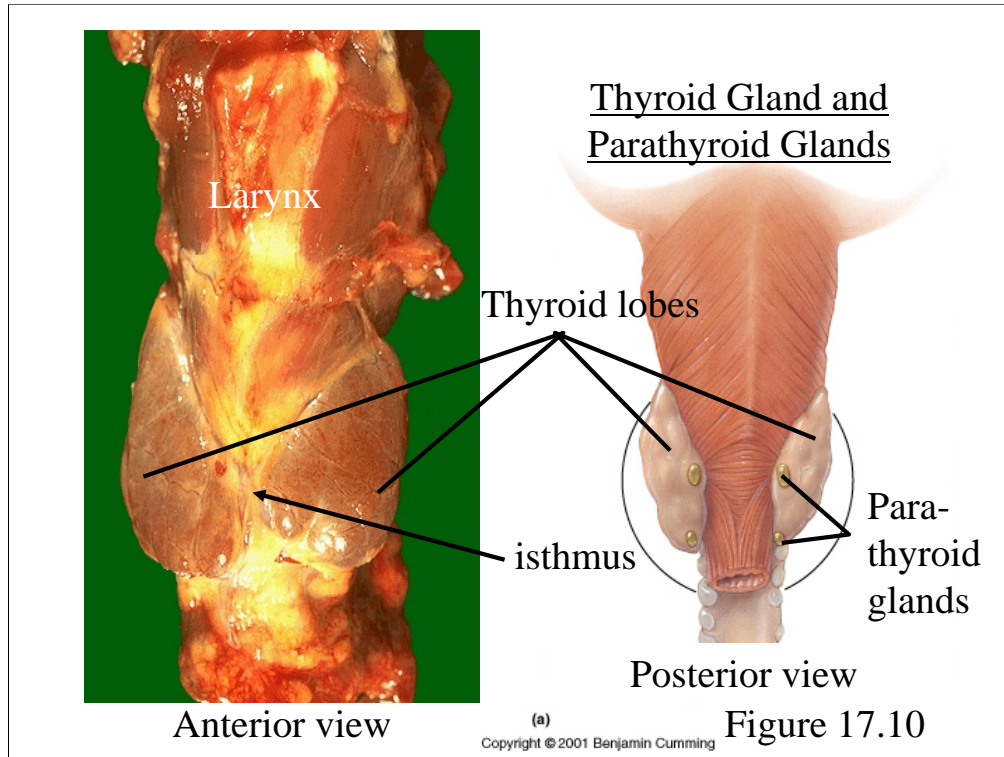 Thyroid Gland and
Parathyroid Glands
Larynx
Thyroid lobes
isthmus
Para-
thyroid
glands
Posterior view
Anterior view
(a)
Figure 17.10
Copyright © 2001 Benjamin Cumming